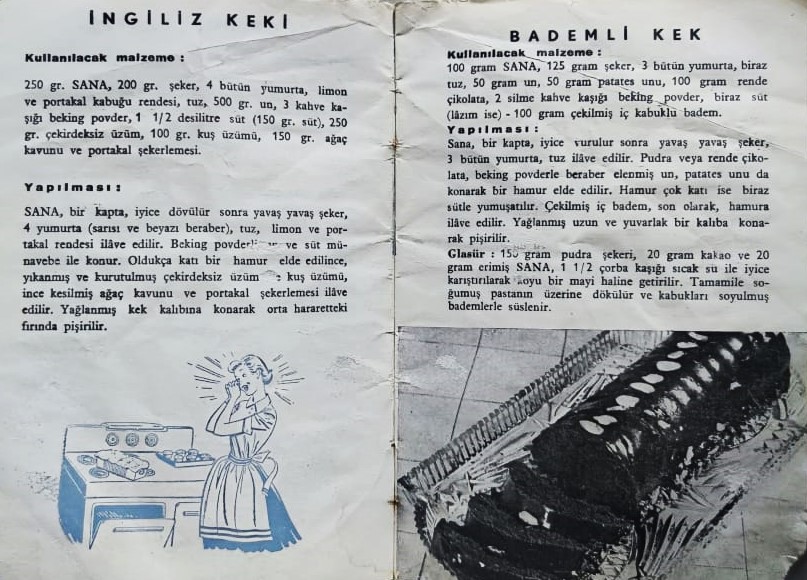 İNGİLİZ KEKİ
Kullanılacak malzeme :
250 gr. SANA, 200 gr. şeker, 4 bütün yumurta, limon
ve portakal kabuğu rendesi, tuz, 500 gr. un, 3 kahve ka-
şığı beking povder, 1 1/2 desilitre süt (150 gr. süt), 250
gr. çekirdeksiz üzüm, 100 gr. kuş üzümü, 150 gr. ağaç
kavunu ve portakal şekerlemesi.
Yapılması :
SANA, bir kapta, iyice dövülür sonra yavaş yavaş şeker,
4 yumurta (sarısı ve beyazı beraber), tuz, limon ve por-
takal rendesi ilâve edilir. Beking ve süt mü-
navebe ile konur. Oldukça katı bir hamur elde edilince,
yıkanmış ve kurutulmuş çekirdeksiz üzüm kuş üzümü,
ince kesilmiş ağaç kavunu ve portakal şekerlemesi ilâve
edilir. Yağlanmış kek kalıbına konarak orta hararetteki
fırında pişirilir.
BADEMLİ KEK
Kullanılacak malzeme :
100 gram SANA, 125 gram şeker, 3 bütün yumurta, biraz
tuz, 50 gram un, 50 gram patates unu, 100 gram rende
çikolata, 2 silme kahve kaşığı beking povder, biraz süt
(lâzım ise) - 100 gram çekilmiş iç kabuklu badem.
Yapılması :
Sana, bir kapta, iyice vurulur sonra yavaş yavaş şeker,
3 bütün yumurta, tuz ilâve edilir. Pudra veya rende çiko-
lata, beking povderle beraber elenmiş un, patates unu da
konarak bir hamur elde edilir. Hamur çok katı ise biraz
sütle yumuşatılır. Çekilmiş iç badem, son olarak, hamura
ilâve edilir. Yağlanmış uzun ve yuvarlak bir kalıba kona-
rak pişirilir.
Glasür : 150 gram pudra şekeri, 20 gram kakao ve 20
gram erimiş SANA, 1 1/2 çorba kaşığı sıcak su ile iyice
karıştırılarak koyu bir mayi haline getirilir. Tamamile so-
ğumuş pastanın üzerine dökülür ve kabukları soyulmuş
bademlerle süslenir.